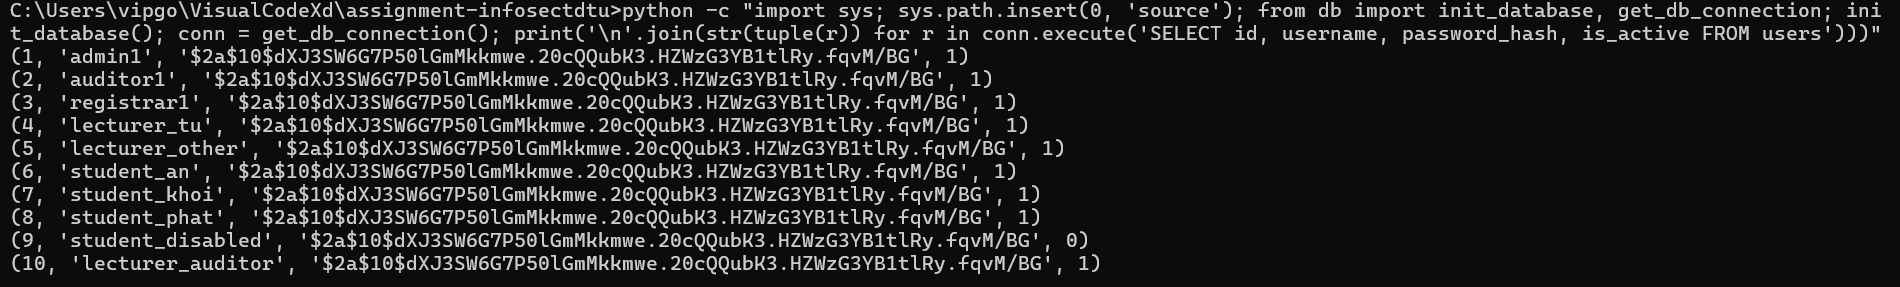 C:\Users\vipgo\VisualCodeXd\assignment-infosectdtu>python -c "import sys; sys.path.insert(0, 'source'); from db import init_database, get_db_connection; ini
t_database(); conn = get_db_connection(); print('\n'.join(str(tuple(r)) for r in conn.execute('SELECT id, username, password_hash, is_active FROM users')))"
(1, 'admin1', '$2a$10$dXJ3SW6G7P50lGmMkkmwe.20cQQubK3.HZWzG3YB1tlRy.fqvM/BG', 1)
(2, 'auditor1', '$2a$10$dXJ3SW6G7P50lGmMkkmwe.20cQQubK3.HZWzG3YB1tlRy.fqvM/BG', 1)
(3, 'registrar1', '$2a$10$dXJ3SW6G7P50lGmMkkmwe.20cQQubK3.HZWzG3YB1tlRy.fqvM/BG', 1)
(4, 'lecturer_tu', '$2a$10$dXJ3SW6G7P50lGmMkkmwe.20cQQubK3.HZWzG3YB1tlRy.fqvM/BG', 1)
(5, 'lecturer_other', '$2a$10$dXJ3SW6G7P50lGmMkkmwe.20cQQubK3.HZWzG3YB1tlRy.fqvM/BG', 1)
(6, 'student_an', '$2a$10$dXJ3SW6G7P50lGmMkkmwe.20cQQubK3.HZWzG3YB1tlRy.fqvM/BG', 1)
(7, 'student_khoi', '$2a$10$dXJ3SW6G7P50lGmMkkmwe.20cQQubK3.HZWzG3YB1tlRy.fqvM/BG', 1)
(8, 'student_phat', '$2a$10$dXJ3SW6G7P50lGmMkkmwe.20cQQubK3.HZWzG3YB1tlRy.fqvM/BG', 1)
(9, 'student_disabled', '$2a$10$dXJ3SW6G7P50lGmMkkmwe.20cQQubK3.HZWzG3YB1tlRy.fqvM/BG', 0)
(10, 'lecturer_auditor', '$2a$10$dXJ3SW6G7P50lGmMkkmwe.20cQQubK3.HZWzG3YB1tlRy.fqvM/BG', 1)